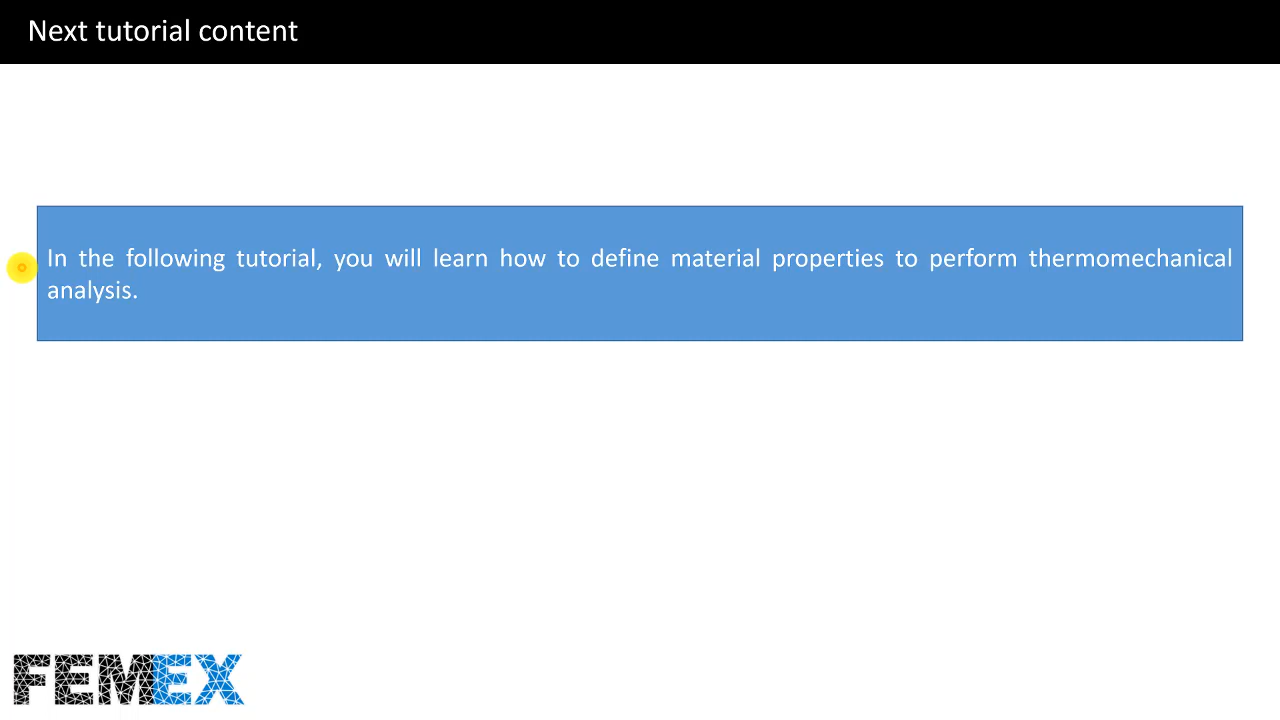 Next tutorial content
In the following tutorial, you will learn how to define material properties to perform thermomechanical
analysis.
FEMEX